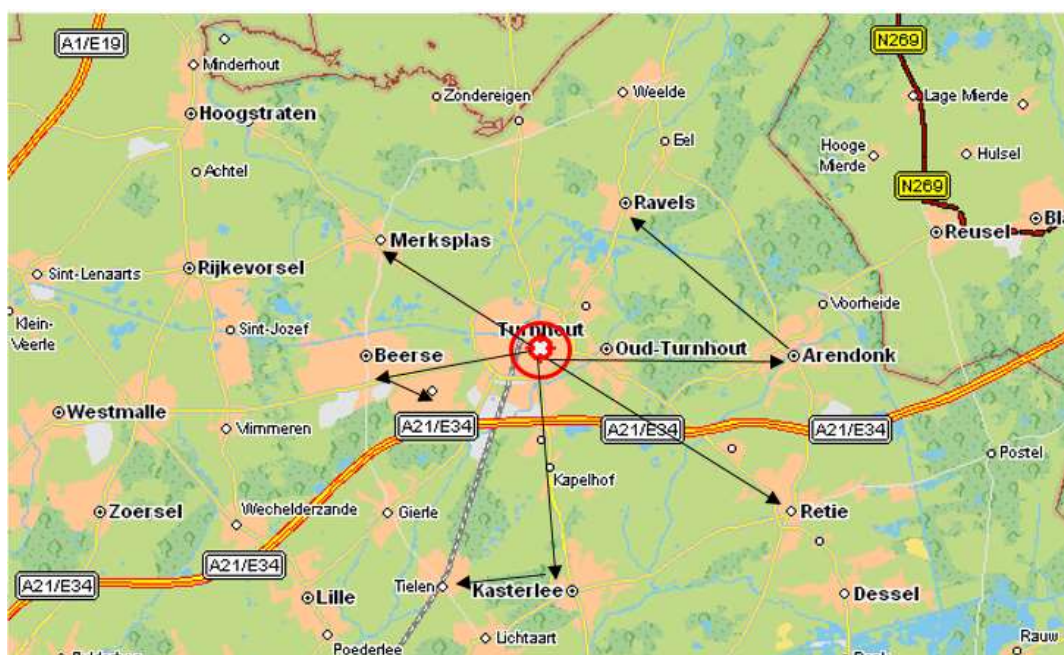 A1/E19
Minderhout
N269
Hoogstraten
Zondereigen
Weelde
Lage Mierde
Achtel
Eel
Hooge
Mierde
Hulsel
N269
Ravels
Merksplas
Reusel
Bla
Sint-Lenaarts
Rijkevorsel
Klein-
Veerle
Sint-Jozef
Voorheide
Turnhout
Beerse
Oud-Turnhout
Arendonk
Westmalle
Vlimmeren
A21/E34
A21/E34
A21/E34
Postel
Kapelhof
Zoersel
Wechelderzande
Gierle
Retie
A21/E34
A21/E34
Tielen
Kasterlee
Lille
Dessel
Poederlee
Lichtaart
Rauw